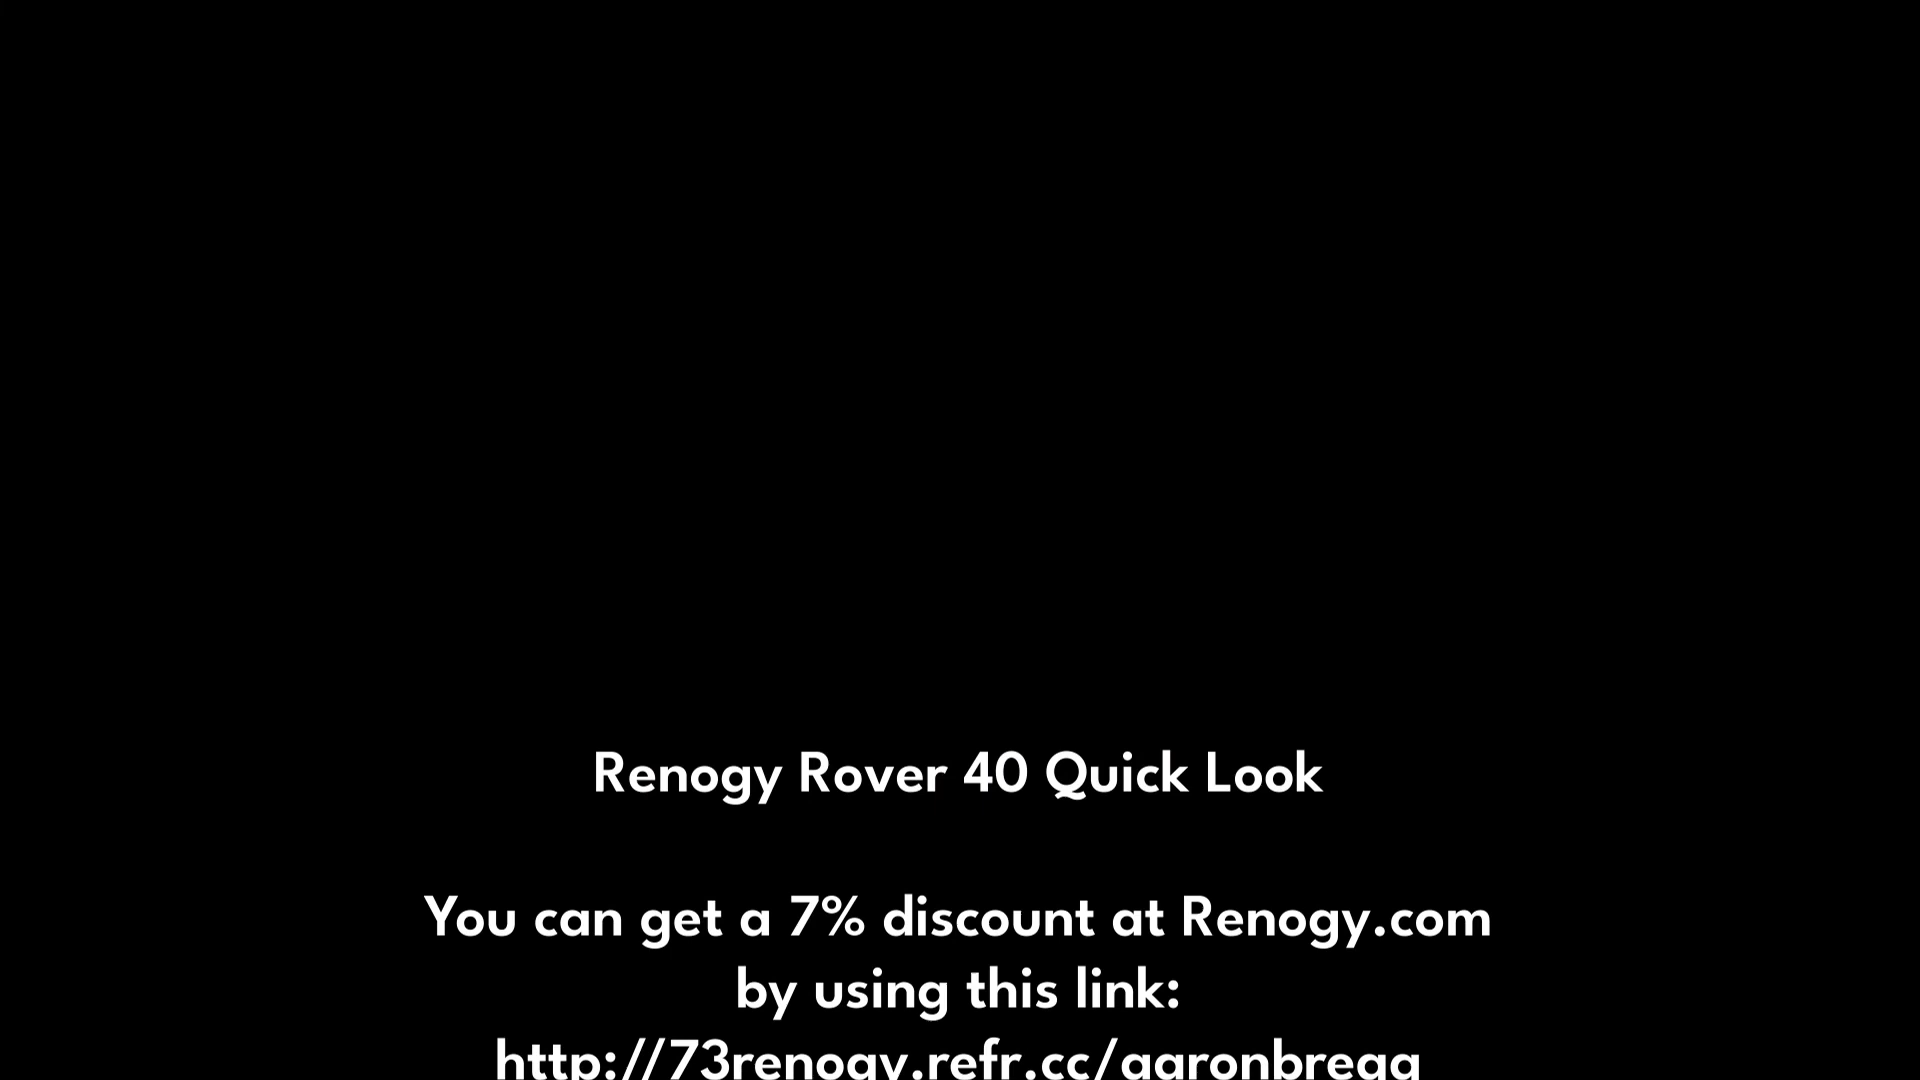 Renogy Rover 40 Quick Look
You can get a 7% discount at Renogy.com
by using this link:
http://73renogy.refr.cc/aaronbregg